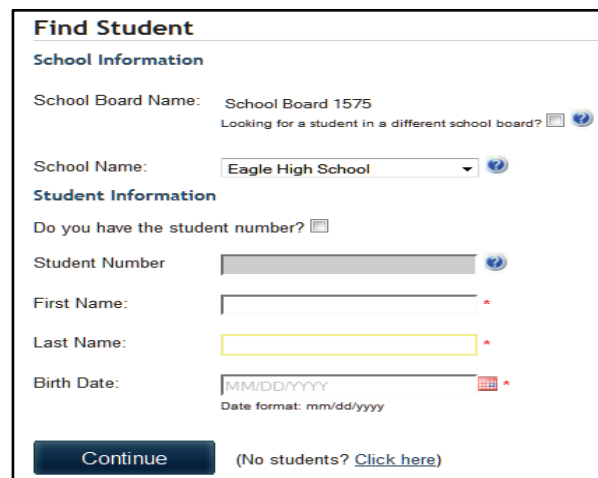 Find Student
School Information
School Board Name: School Board 1575
Looking for a student in a different school board?
School Name: Eagle High School
Student Information
Do you have the student number?
Student Number
First Name: *
Last Name: *
Birth Date: MM/DD/YYYY *
Date format: mm/dd/yyyy
Continue (No students? Click here)